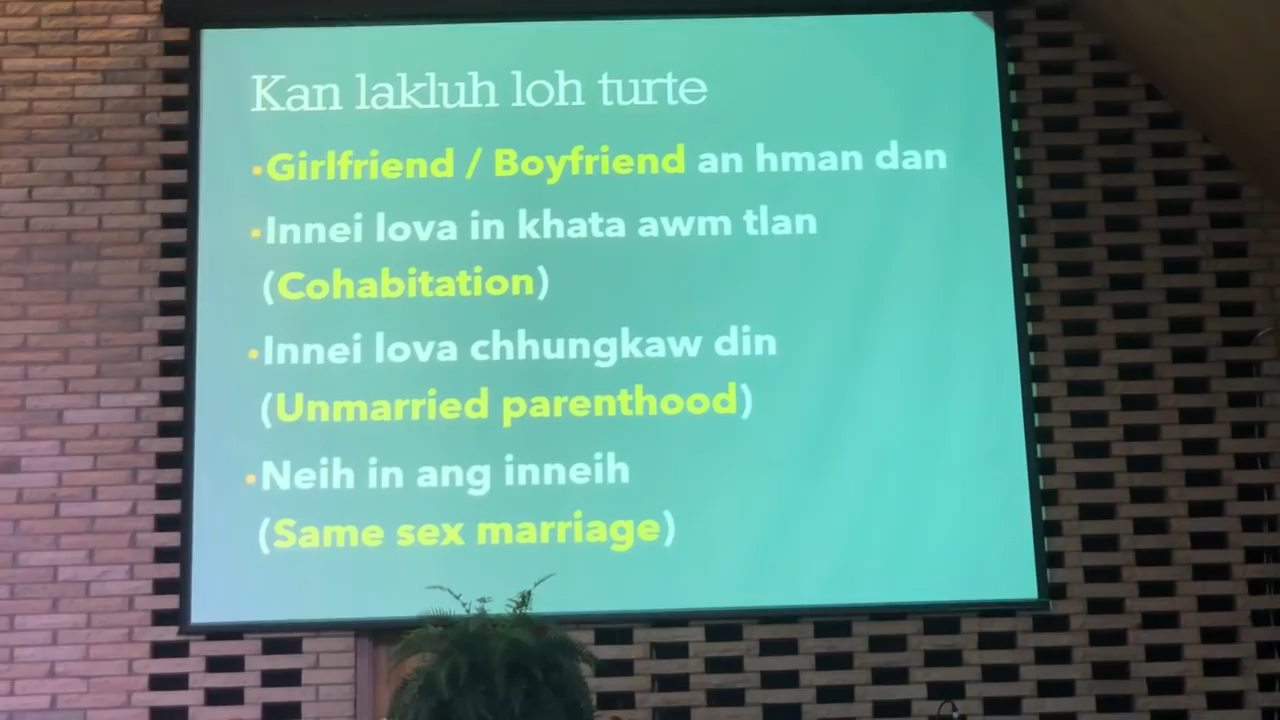 Kan lakluh loh turte
•Girlfriend / Boyfriend an hman dan
•Innei lova in khata awm tlan
(Cohabitation)
•Innei lova chhungkaw din
(Unmarried parenthood)
•Neih in ang inneih
(Same sex marriage)